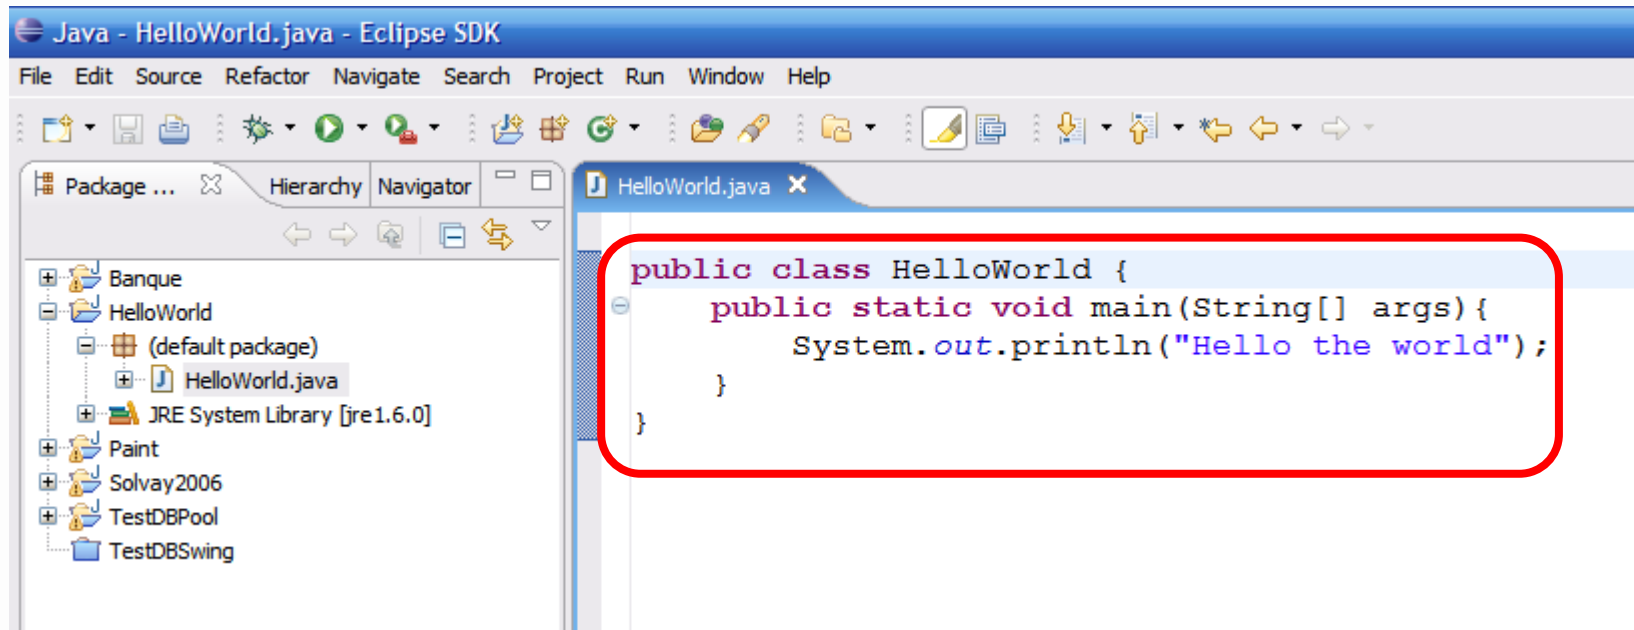 Java - HelloWorld.java - Eclipse SDK
File Edit Source Refactor Navigate Search Project Run Window Help
Package ... Hierarchy Navigator
HelloWorld.java
Banque
HelloWorld
(default package)
HelloWorld.java
JRE System Library [jre1.6.0]
Paint
Solvay2006
TestDBPool
TestDBSwing
public class HelloWorld {
public static void main(String[] args){
System.out.println("Hello the world");
}
}